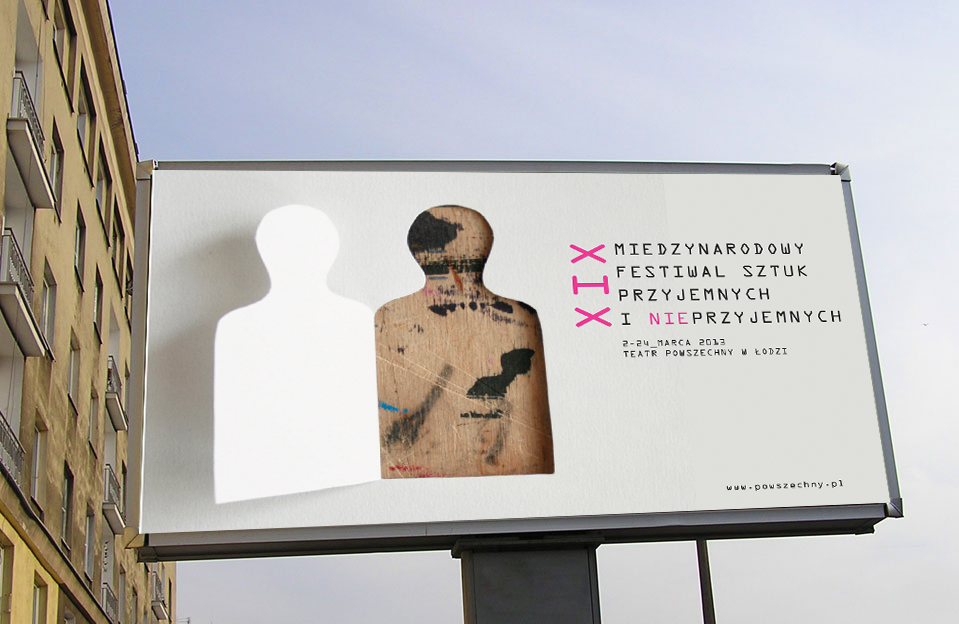 XIX
MIEDZYNARODOWY
FESTIWAL SZTUK
PRZYJEMNYCH
I NIEPRZYJEMNYCH
2-24_MARCA 2013
TEATR POWSZECHNY W ŁODZI
www.powszechny.pl